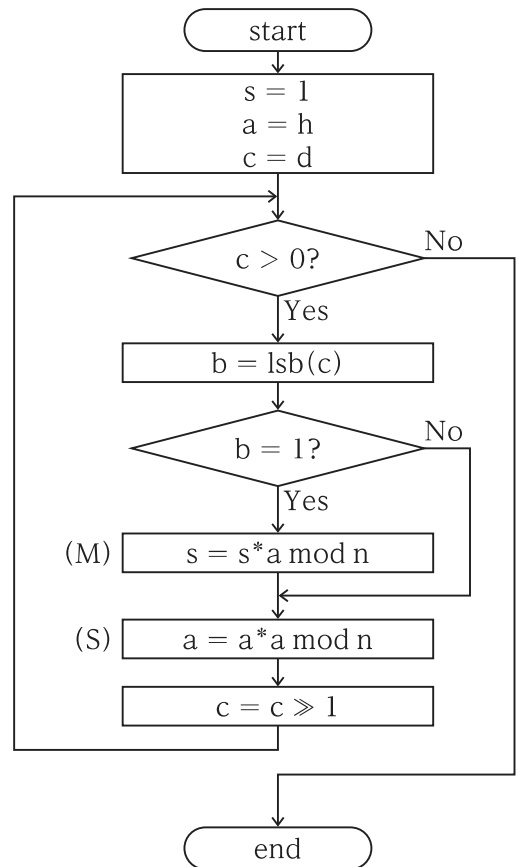 start
s = 1
a = h
c = d
c > 0?
No
Yes
b = lsb(c)
b = 1?
No
Yes
(M)
s = s*a mod n
(S)
a = a*a mod n
c = c ≫ 1
end